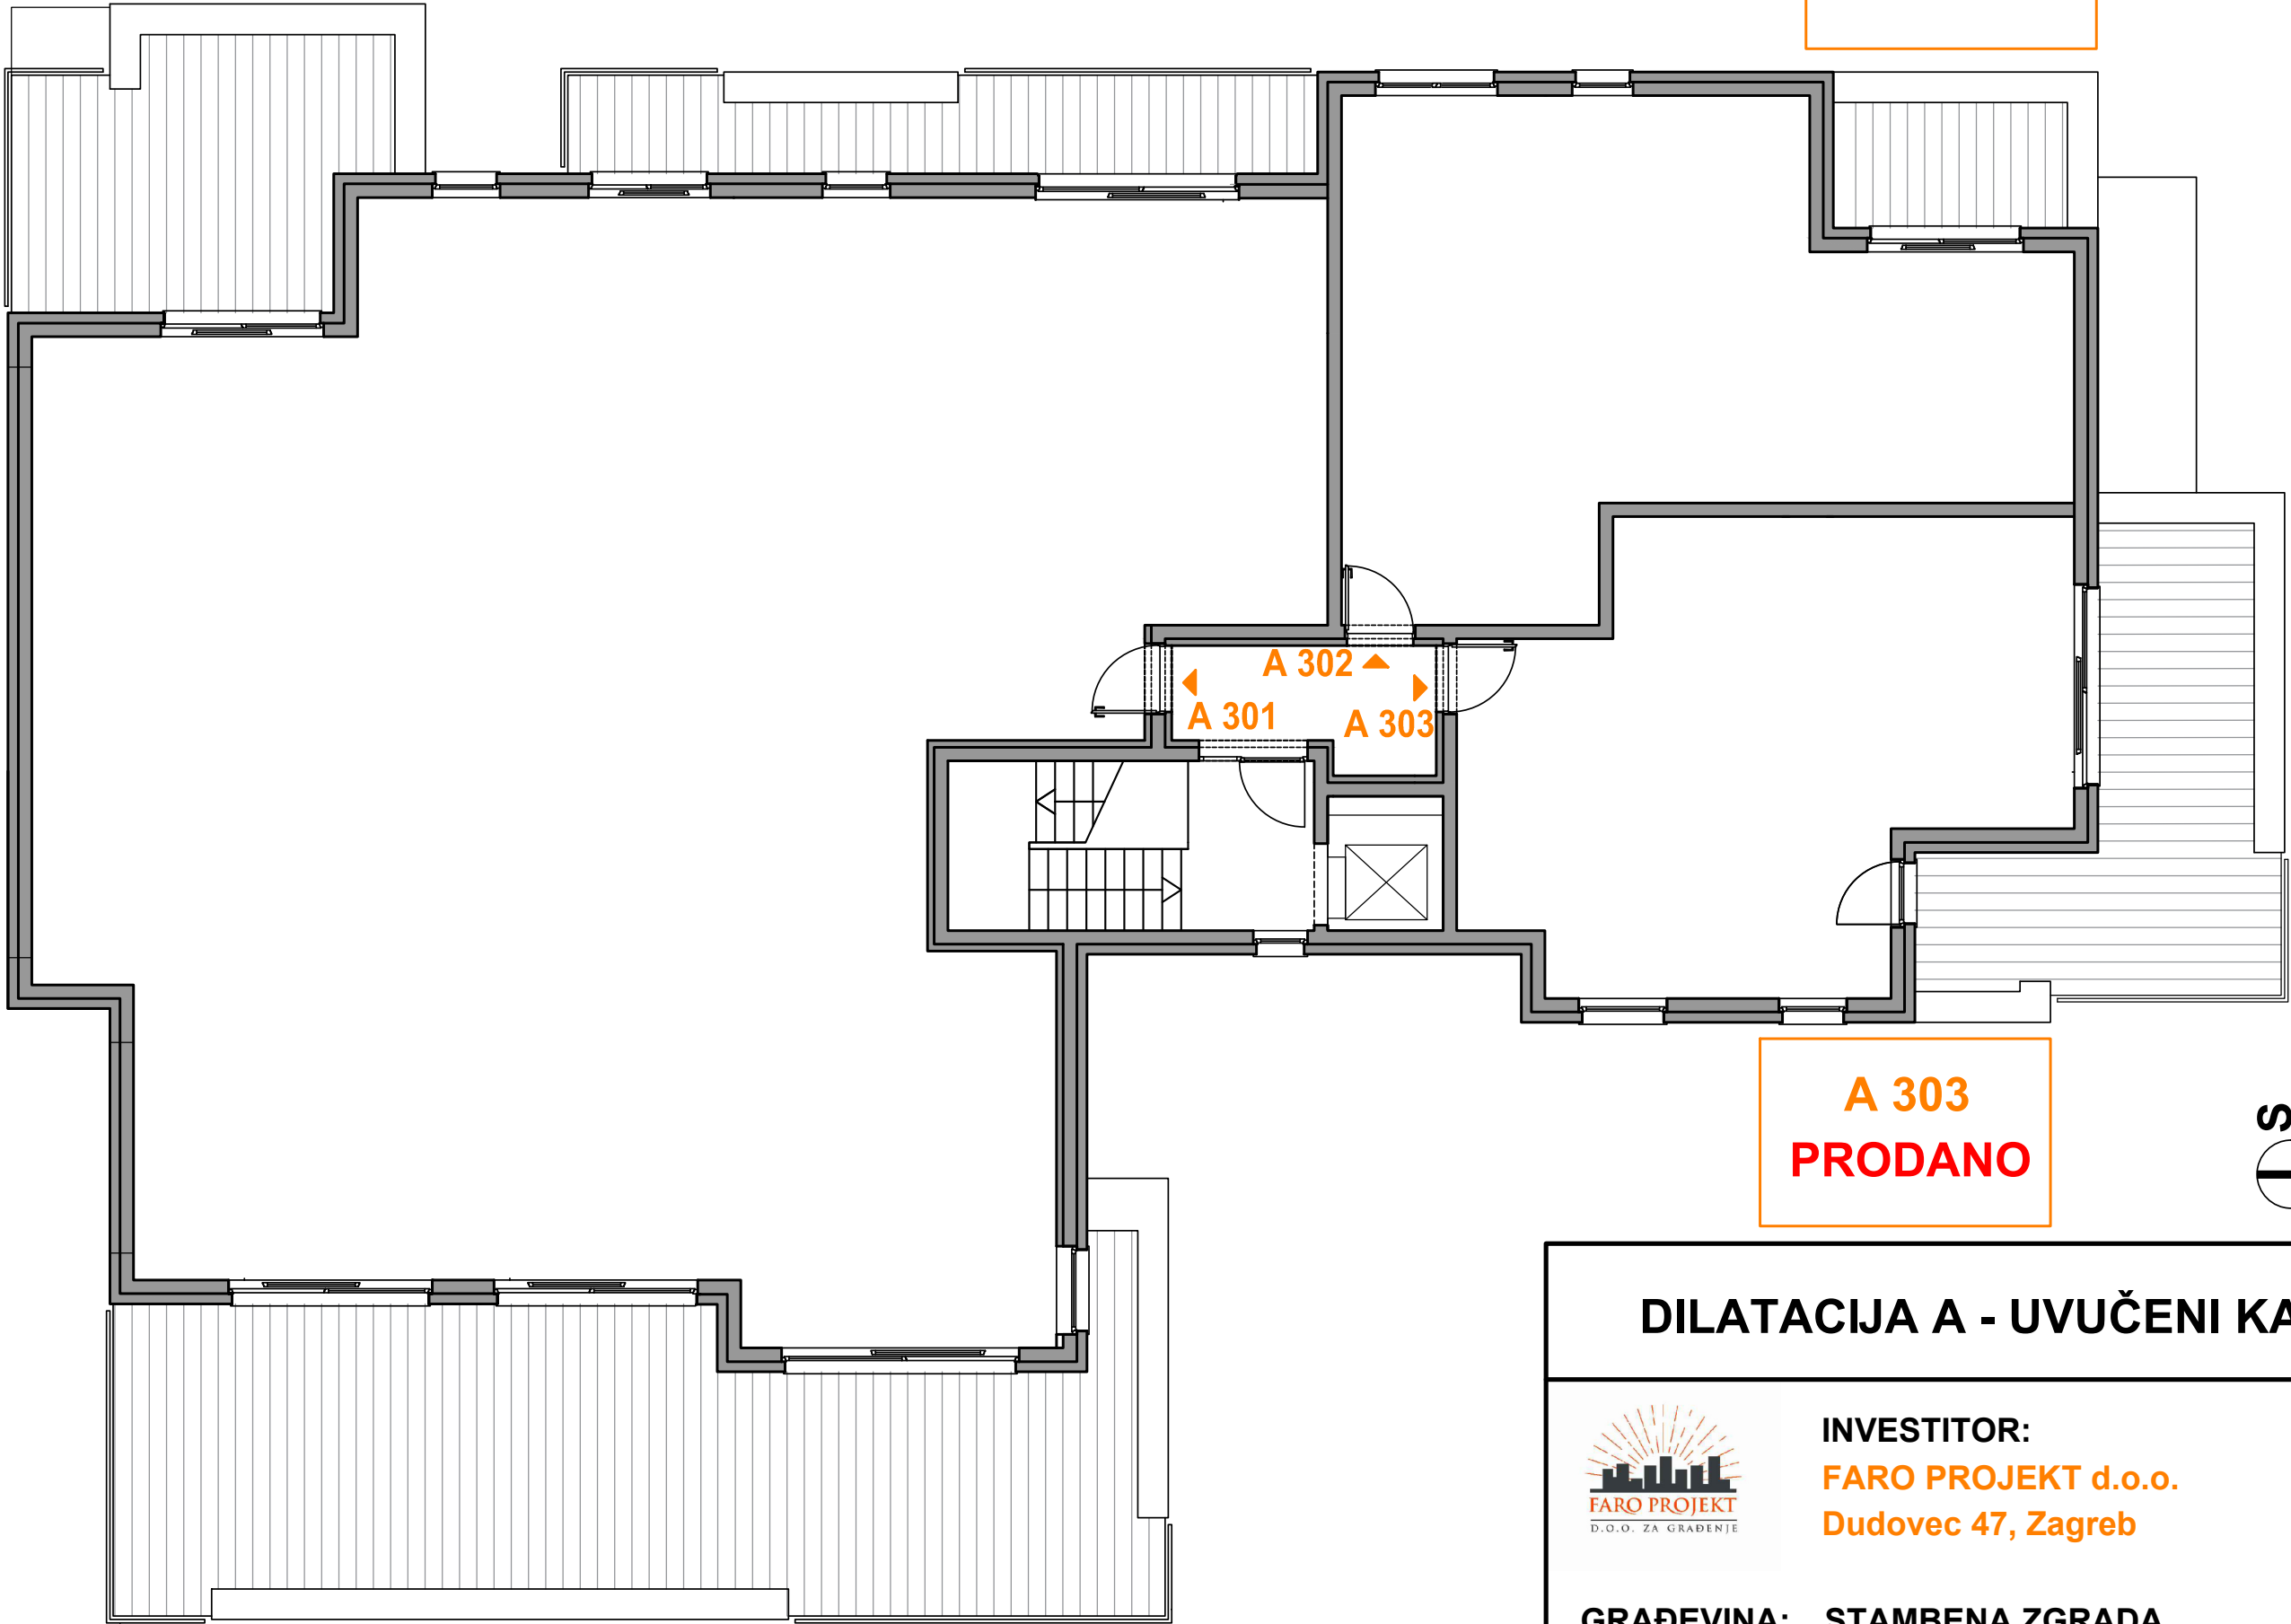 A 302
A 301
A 303
A 303
PRODANO
S
DILATACIJA A - UVUČENI KA
INVESTITOR:
FARO PROJEKT d.o.o.
Dudovec 47, Zagreb
FARO PROJEKT
D.O.O. ZA GRAĐENJE
GRAĐEVINA: STAMBENA ZGRADA